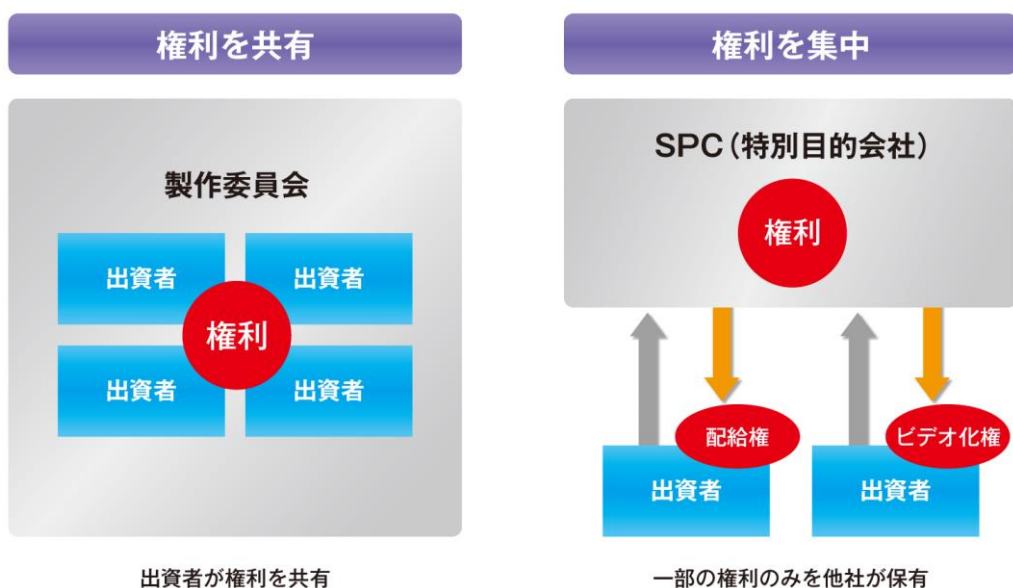 権利を共有
製作委員会
出資者
出資者
権利
出資者
出資者
出資者が権利を共有
権利を集中
SPC（特別目的会社）
権利
配給権
ビデオ化権
出資者
出資者
一部の権利のみを他社が保有